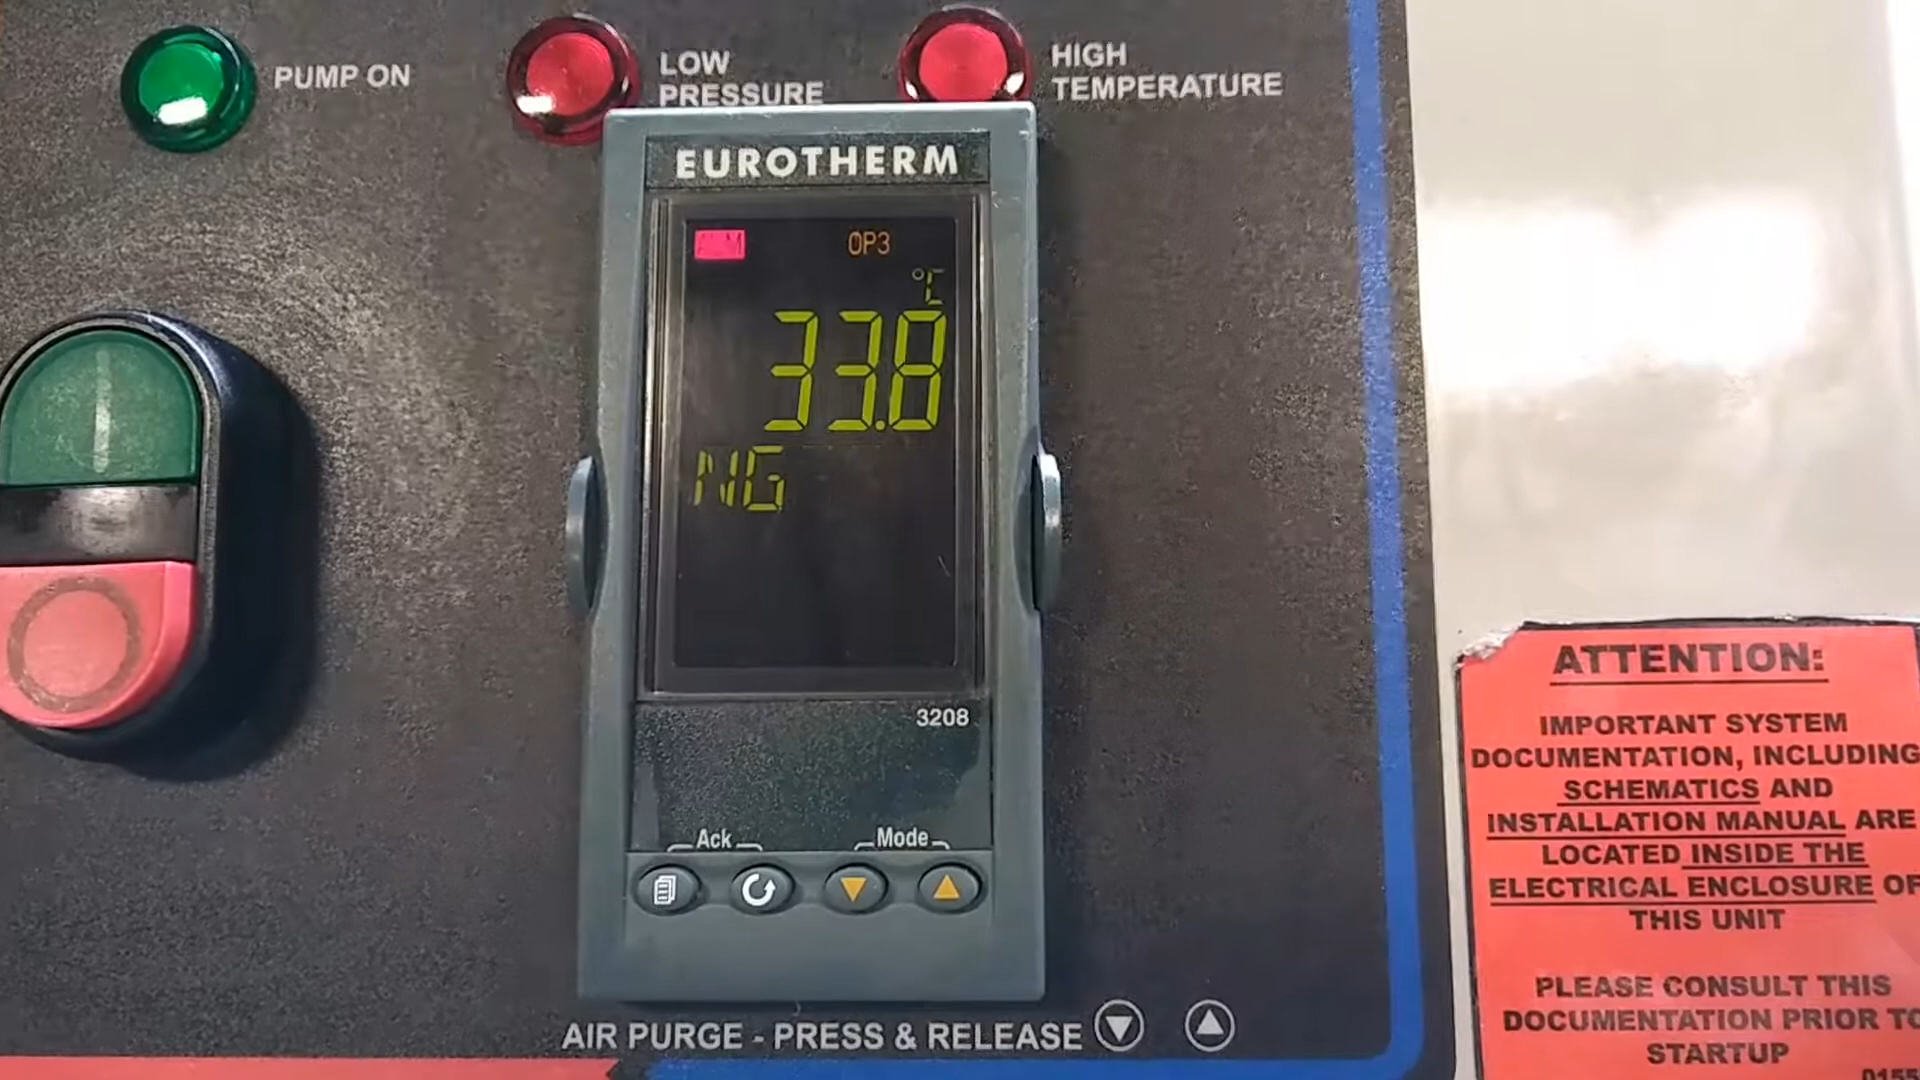 PUMP ON
LOW
PRESSURE
HIGH
TEMPERATURE
EUROTHERM
ALM
OP3
°C
33.8
NG
3208
Ack
Mode
AIR PURGE - PRESS & RELEASE
ATTENTION:
IMPORTANT SYSTEM
DOCUMENTATION, INCLUDING
SCHEMATICS AND
INSTALLATION MANUAL ARE
LOCATED INSIDE THE
ELECTRICAL ENCLOSURE OF
THIS UNIT
PLEASE CONSULT THIS
DOCUMENTATION PRIOR TO
STARTUP